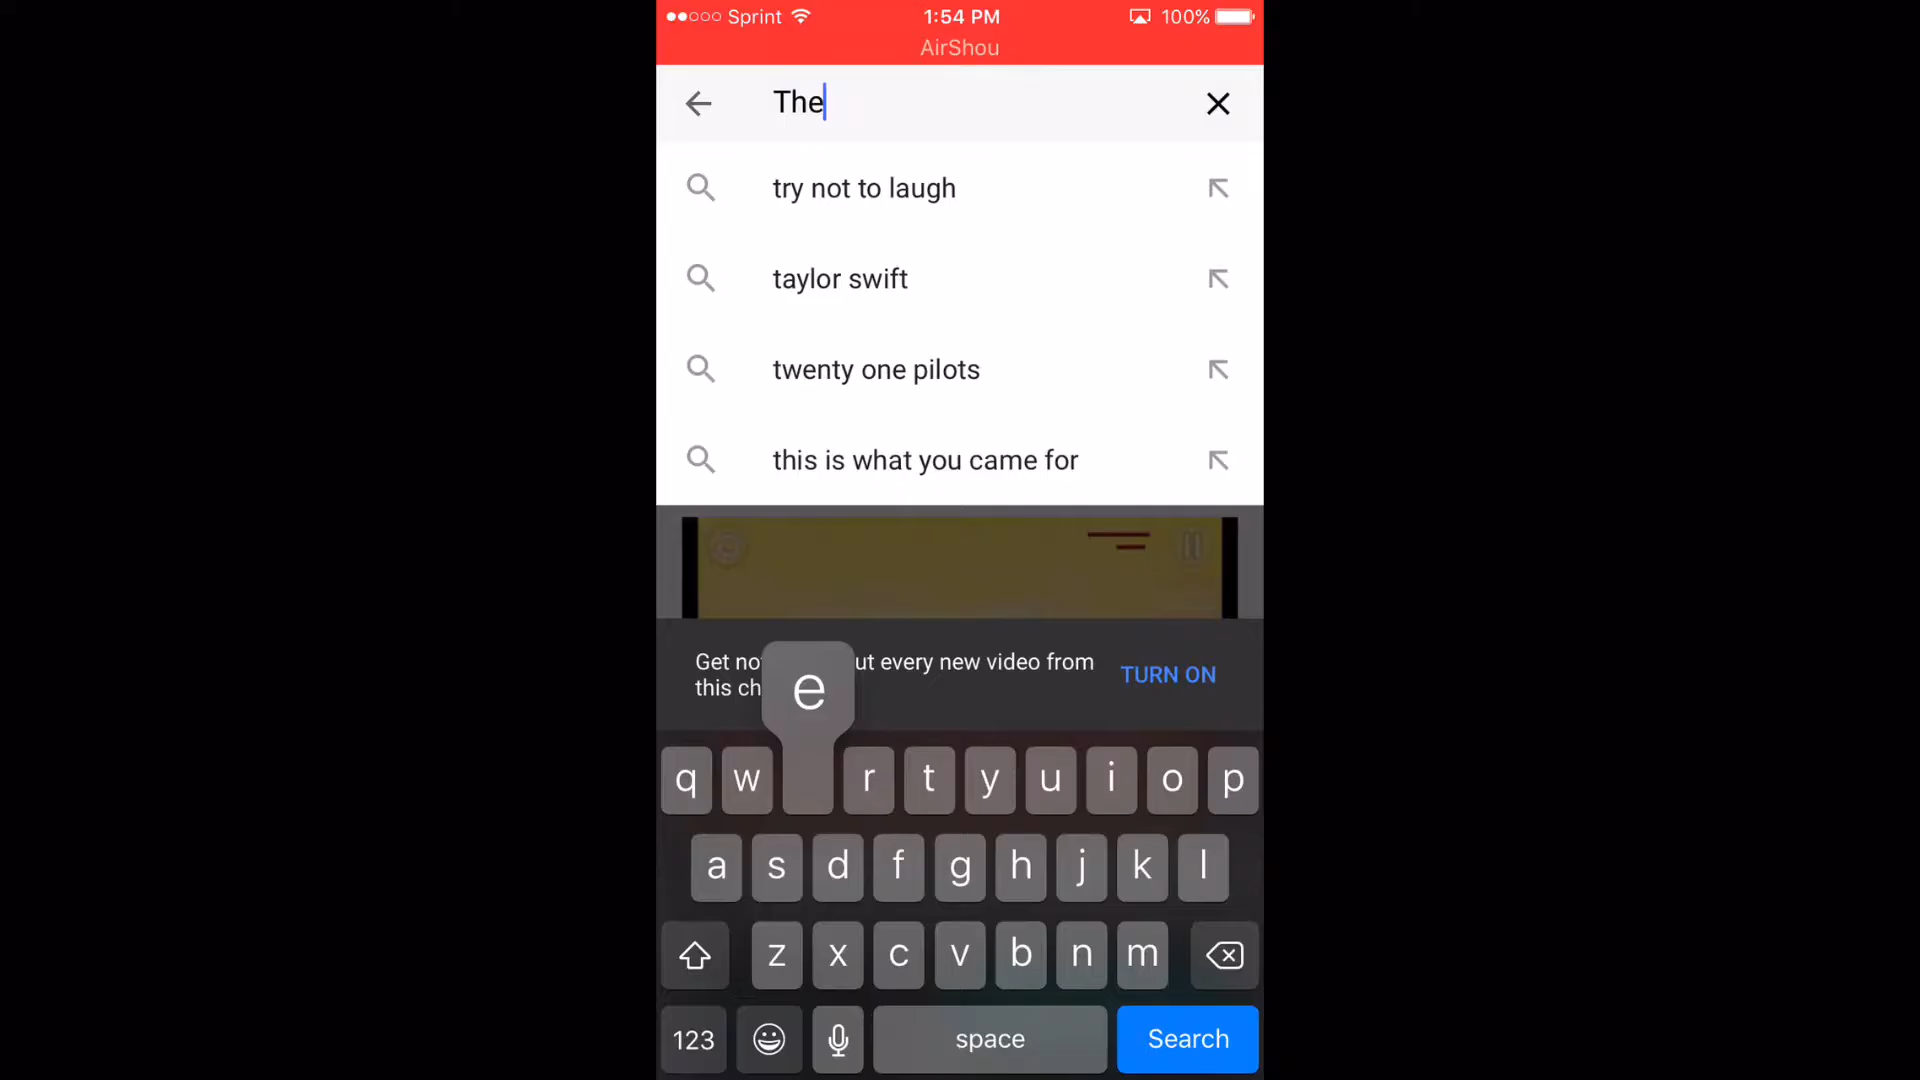 Sprint 1:54 PM 100%
AirShou
The
try not to laugh
taylor swift
twenty one pilots
this is what you came for
Get no ut every new video from
this ch
TURN ON
e
q w r t y u i o p
a s d f g h j k l
z x c v b n m
123 space Search